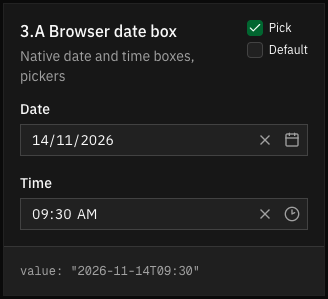 3.A Browser date box
Pick
Native date and time boxes,
pickers
Default
Date
14/11/2026
Time
09:30 AM
value: "2026-11-14T09:30"